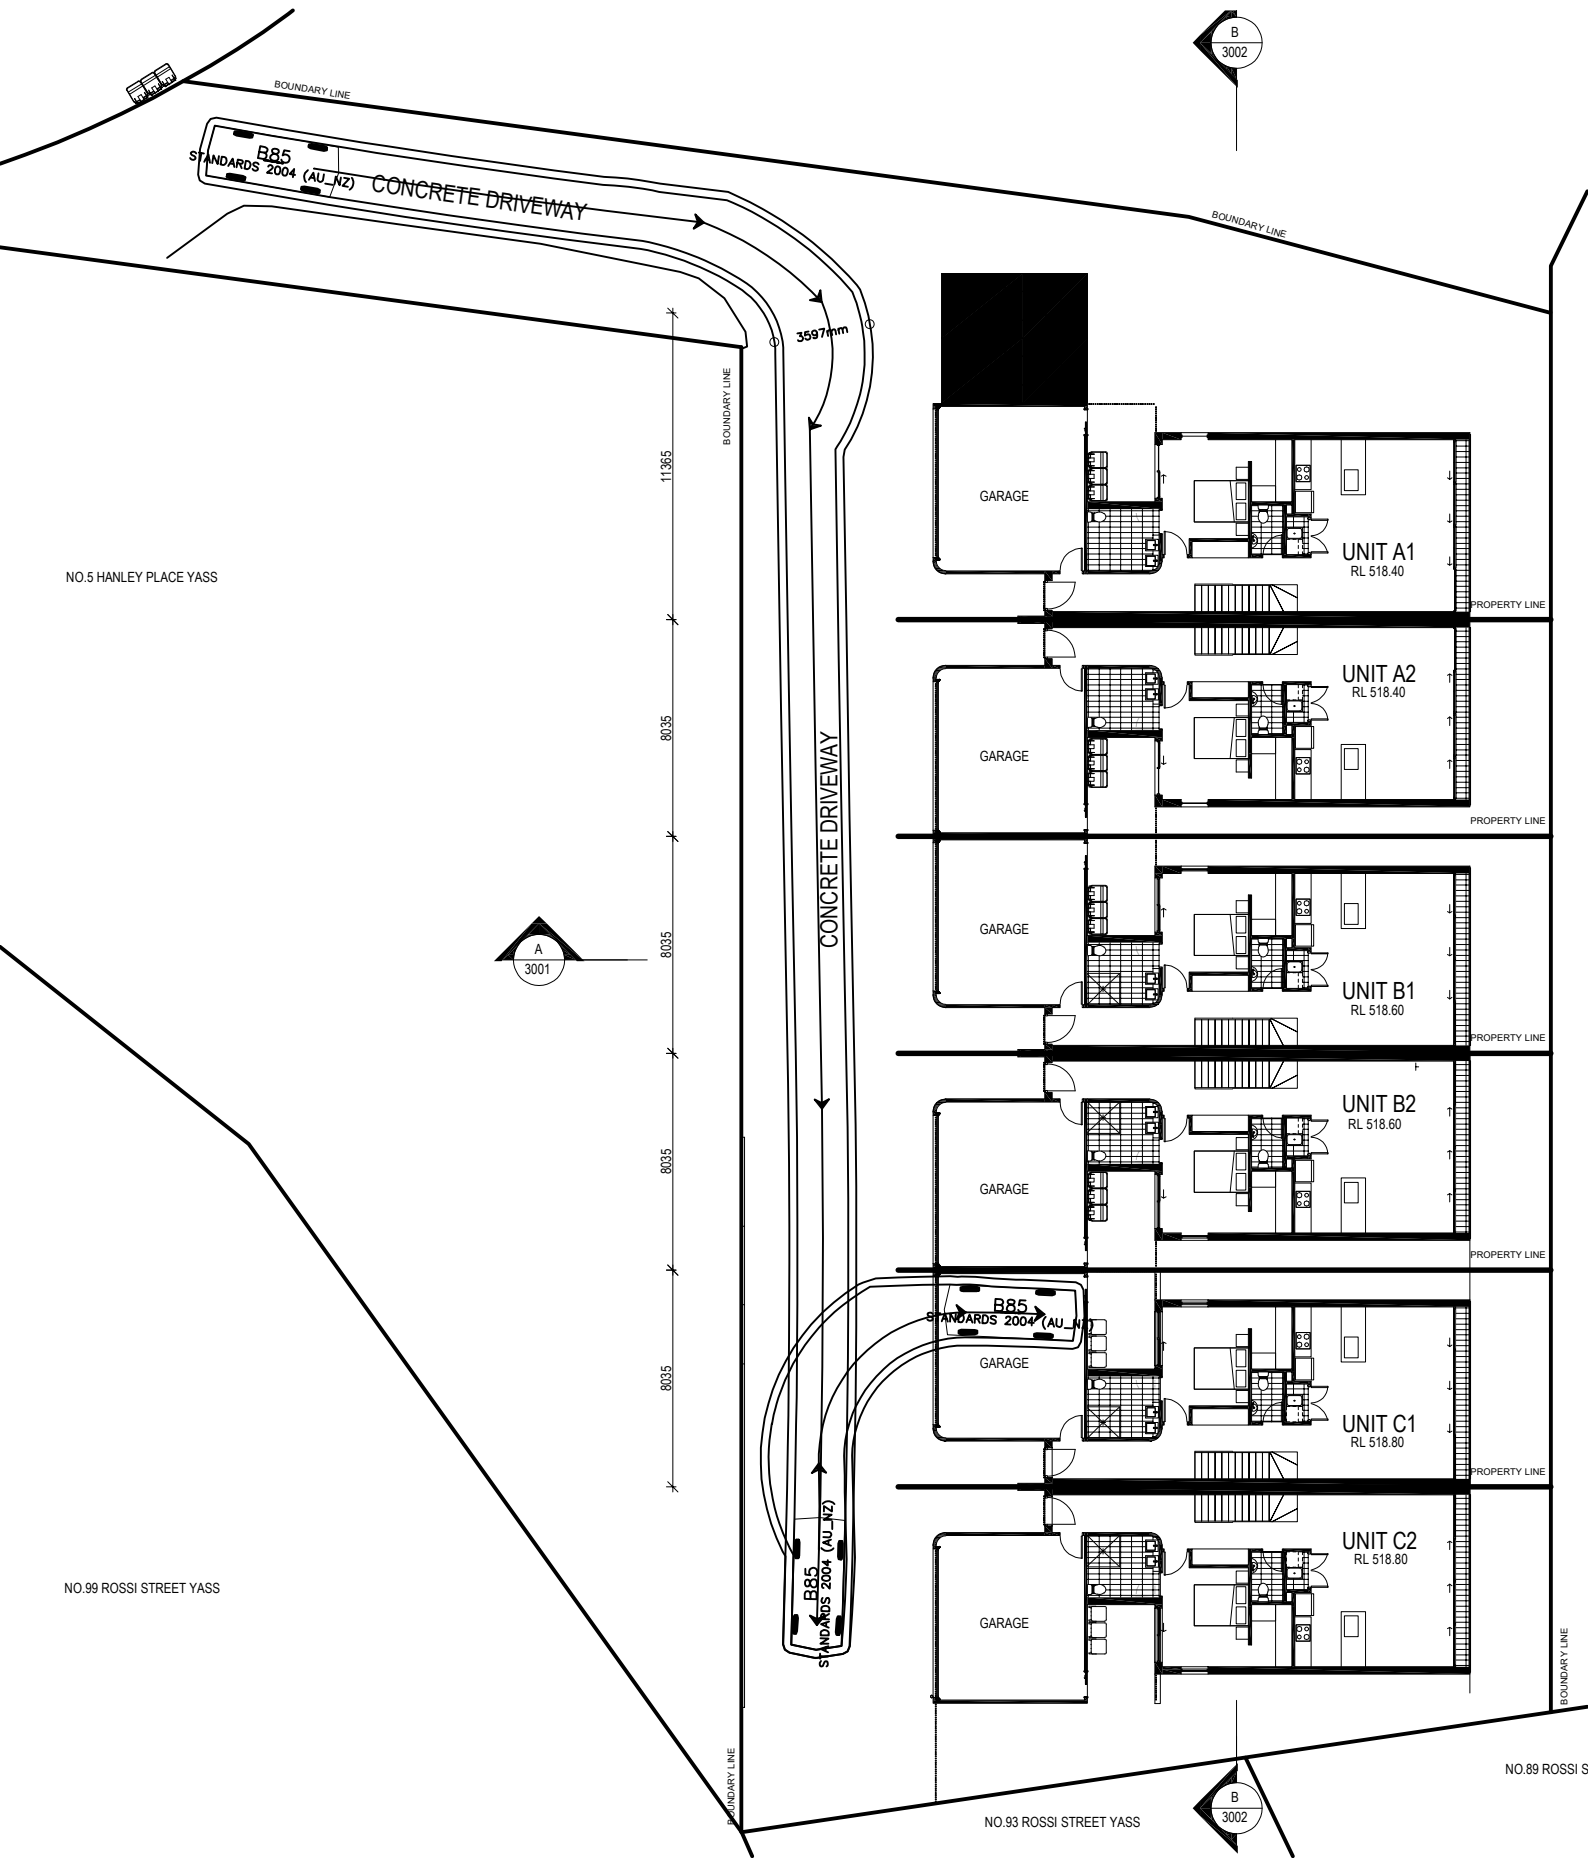 B
3002
BOUNDARY LINE
B85
STANDARDS 2004 (AU_NZ)
CONCRETE DRIVEWAY
BOUNDARY LINE
3597mm
BOUNDARY LINE
11365
GARAGE
UNIT A1
RL 518.40
NO.5 HANLEY PLACE YASS
PROPERTY LINE
UNIT A2
RL 518.40
8035
GARAGE
CONCRETE DRIVEWAY
PROPERTY LINE
GARAGE
8035
A
3001
UNIT B1
RL 518.60
PROPERTY LINE
UNIT B2
RL 518.60
8035
GARAGE
PROPERTY LINE
B85
STANDARDS 2004 (AU_NZ)
GARAGE
8035
UNIT C1
RL 518.80
PROPERTY LINE
UNIT C2
RL 518.80
B85
STANDARDS 2004 (AU_NZ)
NO.99 ROSSI STREET YASS
GARAGE
BOUNDARY LINE
BOUNDARY LINE
NO.89 ROSSI S
B
3002
NO.93 ROSSI STREET YASS